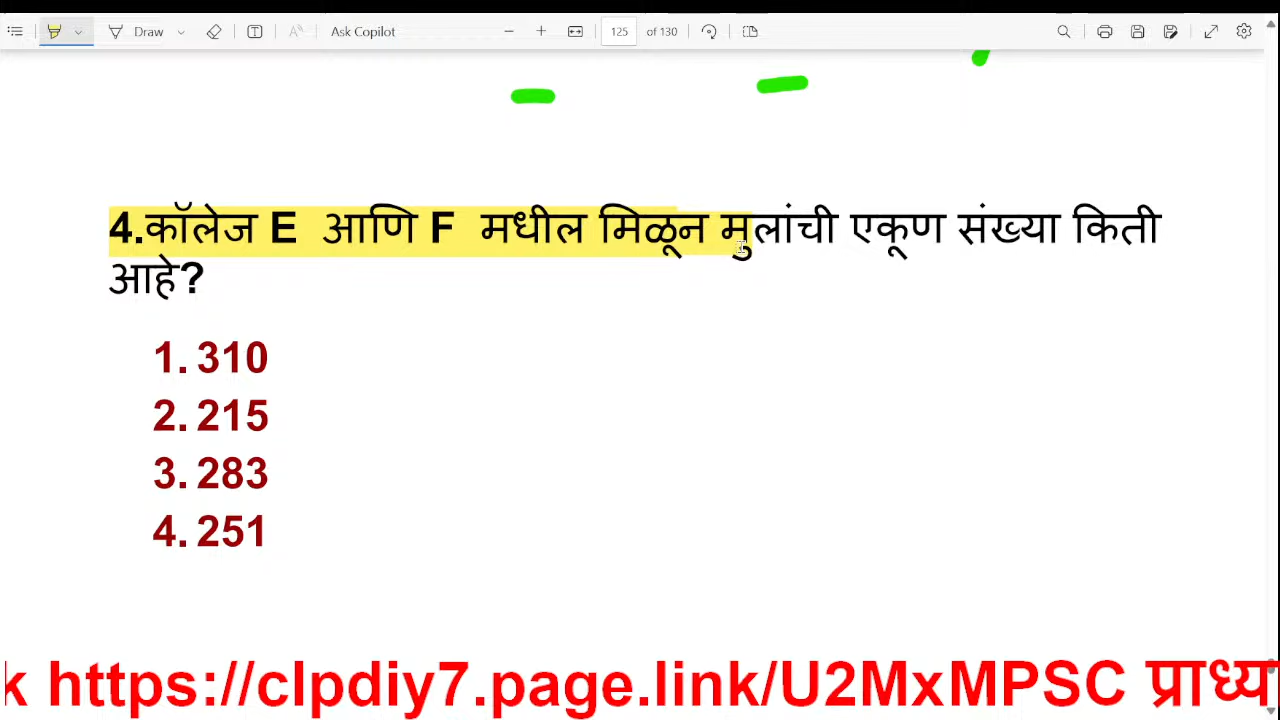 Draw
Ask Copilot
125 of 130
4.कॉलेज E आणि F मधील मिळून मुलांची एकूण संख्या किती
आहे?
1. 310
2. 215
3. 283
4. 251
k https://clpdiy7.page.link/U2MxMPSC प्राध्य